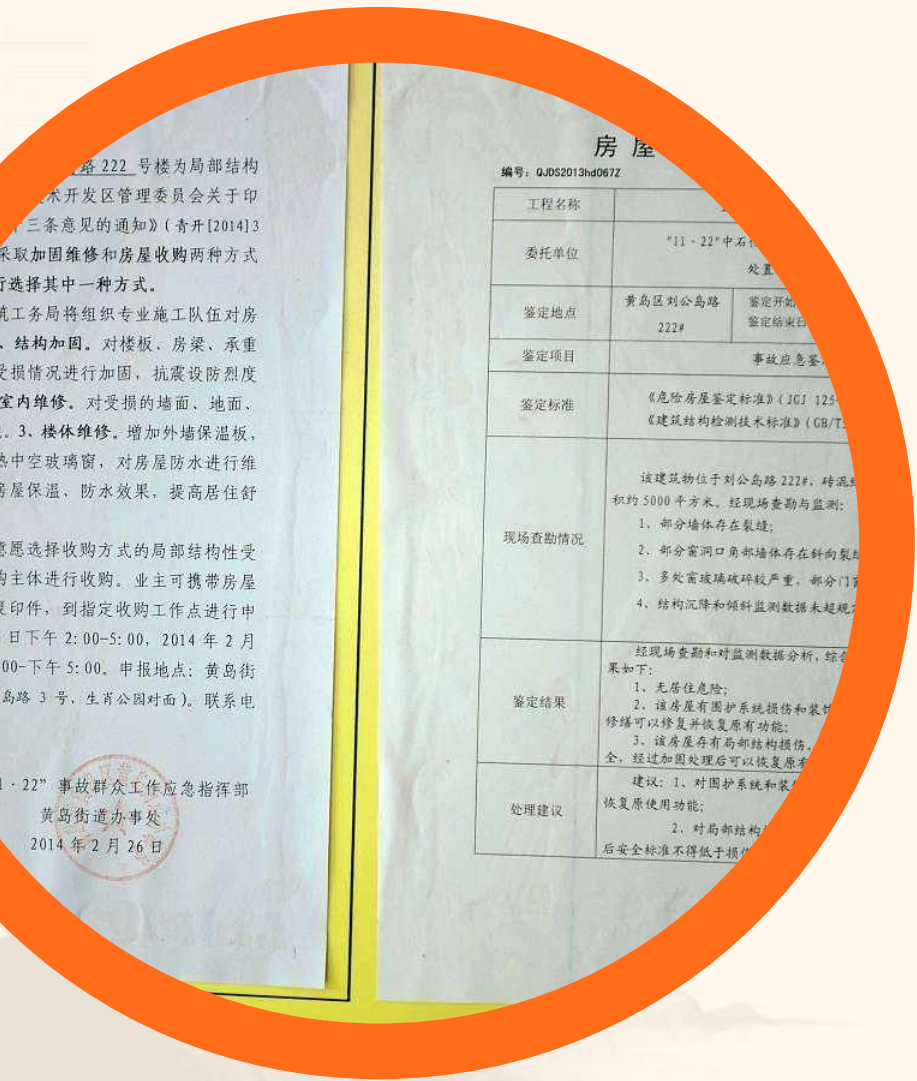 路 222 号楼为局部结构
术开发区管理委员会关于印
十三条意见的通知》(青开[2014]3
采取加固维修和房屋收购两种方式
行选择其中一种方式。
筑工务局将组织专业施工队伍对房
、结构加固。对楼板、房梁、承重
受损情况进行加固，抗震设防烈度
室内维修。对受损的墙面、地面、
。3、楼体维修。增加外墙保温板，
热中空玻璃窗，对房屋防水进行维
房屋保温、防水效果，提高居住舒
意愿选择收购方式的局部结构性受
购主体进行收购。业主可携带房屋
复印件，到指定收购工作点进行申
日下午 2:00-5:00，2014 年 2 月
00-下午 5:00。申报地点：黄岛街
岛路 3 号，生肖公园对面)。联系电
1·22”事故群众工作应急指挥部
黄岛街道办事处
2014 年 2 月 26 日
房 屋
编号：QJDS2013hd067Z
工程名称
委托单位
"11·22"中石
处置
鉴定地点
黄岛区刘公岛路
222#
鉴定开始
鉴定结束日
鉴定项目
事故应急鉴
鉴定标准
《危险房屋鉴定标准》(JGJ 125-
《建筑结构检测技术标准》(GB/T
现场查勘情况
该建筑物位于刘公岛路 222#，砖混结
积约 5000 平方米。经现场查勘与监测：
1、部分墙体存在裂缝；
2、部分窗洞口角部墙体存在斜向裂缝
3、多处窗玻璃破碎较严重，部分门窗
4、结构沉降和倾斜监测数据未超规
鉴定结果
经现场查勘和对监测数据分析，综合
果如下：
1、无居住危险；
2、该房屋有围护系统损伤和装饰
修缮可以修复并恢复原有功能；
3、该房屋存有局部结构损伤，
全，经过加固处理后可以恢复原有
处理建议
建议：1、对围护系统和装
恢复原使用功能；
2、对局部结构
后安全标准不得低于损伤